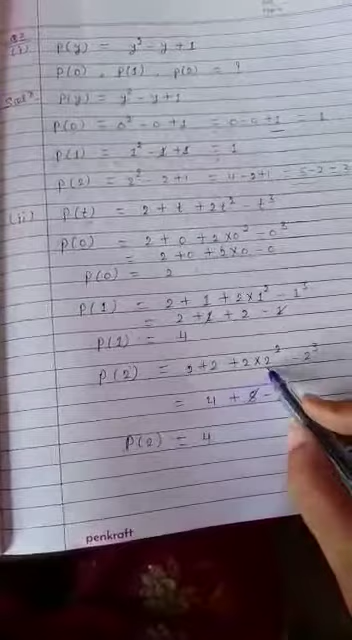 Q2
(i) P(y) = y² - y + 1
P(0), P(1), P(2) = ?
Solⁿ P(y) = y² - y + 1
P(0) = 0² - 0 + 1 = 0 - 0 + 1 = 1
P(1) = 1² - 1 + 1 = 1
P(2) = 2² - 2 + 1 = 4 - 2 + 1 = 5 - 2 = 3
(ii) P(t) = 2 + t + 2t² - t³
P(0) = 2 + 0 + 2×0² - 0³
= 2 + 0 + 2×0 - 0
P(0) = 2
P(1) = 2 + 1 + 2×1² - 1³
= 2 + 1 + 2 - 1
P(1) = 4
P(2) = 2 + 2 + 2×2² - 2³
= 4 + 8 -
P(2) = 4
penkraft